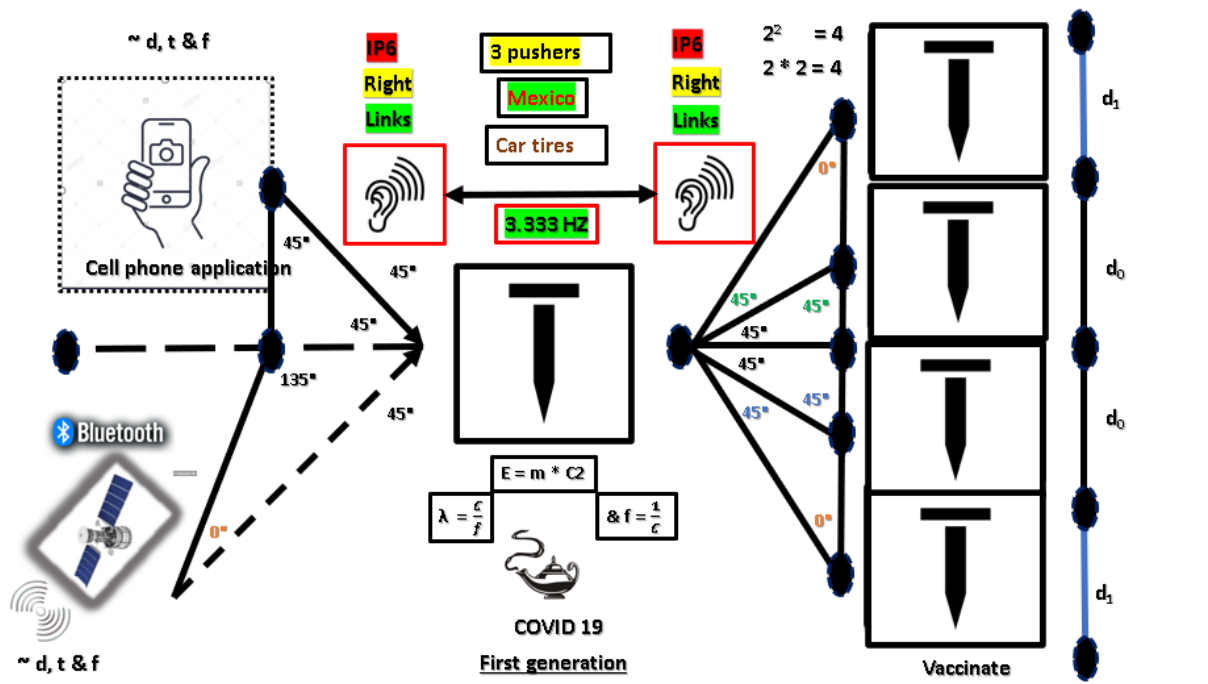 ~ d, t & f
Cell phone application
45°
45°
45°
135°
45°
Bluetooth
0°
~ d, t & f
IP6
Right
Links
3 pushers
Mexico
Car tires
3.333 HZ
IP6
Right
Links
E = m * C2
λ = c/f
& f = 1/c
COVID 19
First generation
2² = 4
2 * 2 = 4
0°
45°
45°
45°
45°
45°
45°
0°
Vaccinate
d₁
d₀
d₀
d₁